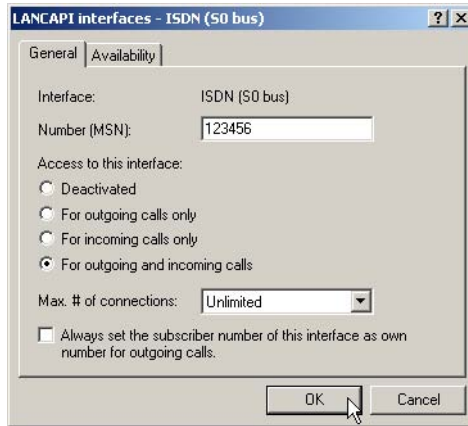 LANCAPI interfaces - ISDN (S0 bus)
General
Availability
Interface: ISDN (S0 bus)
Number (MSN): 123456
Access to this interface:
Deactivated
For outgoing calls only
For incoming calls only
For outgoing and incoming calls
Max. # of connections: Unlimited
Always set the subscriber number of this interface as own
number for outgoing calls.
OK Cancel